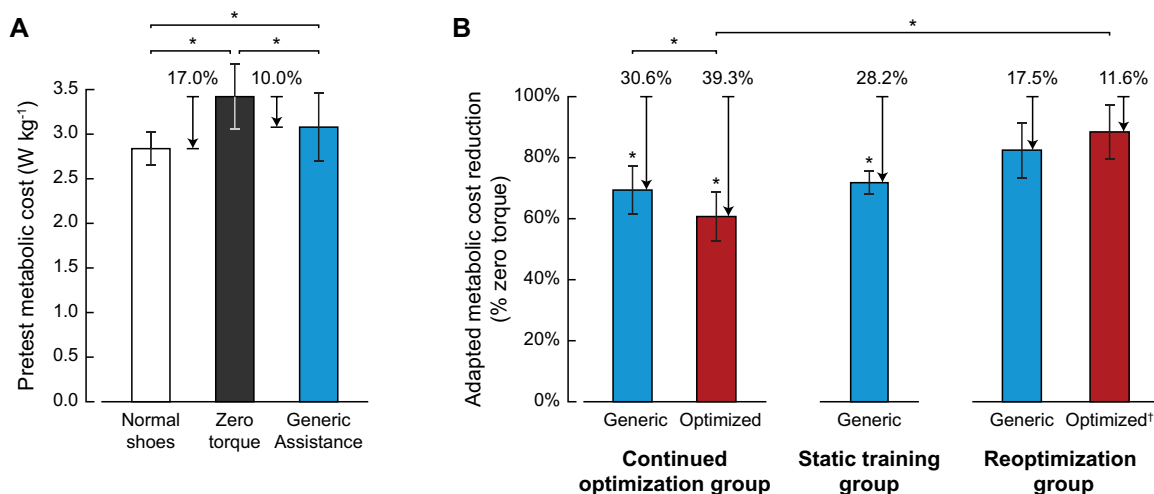 A
*
* *
17.0% 10.0%
Pretest metabolic cost (W kg⁻¹)
3.5
3.0
2.5
2.0
1.5
1.0
0.5
0.0
Normal
shoes
Zero
torque
Generic
Assistance
B
*
*
30.6% 39.3% 28.2% 17.5% 11.6%
Adapted metabolic cost reduction
(% zero torque)
100%
80%
60%
40%
20%
0%
*
*
*
Generic Optimized Generic Generic Optimized†
Continued
optimization group
Static training
group
Reoptimization
group